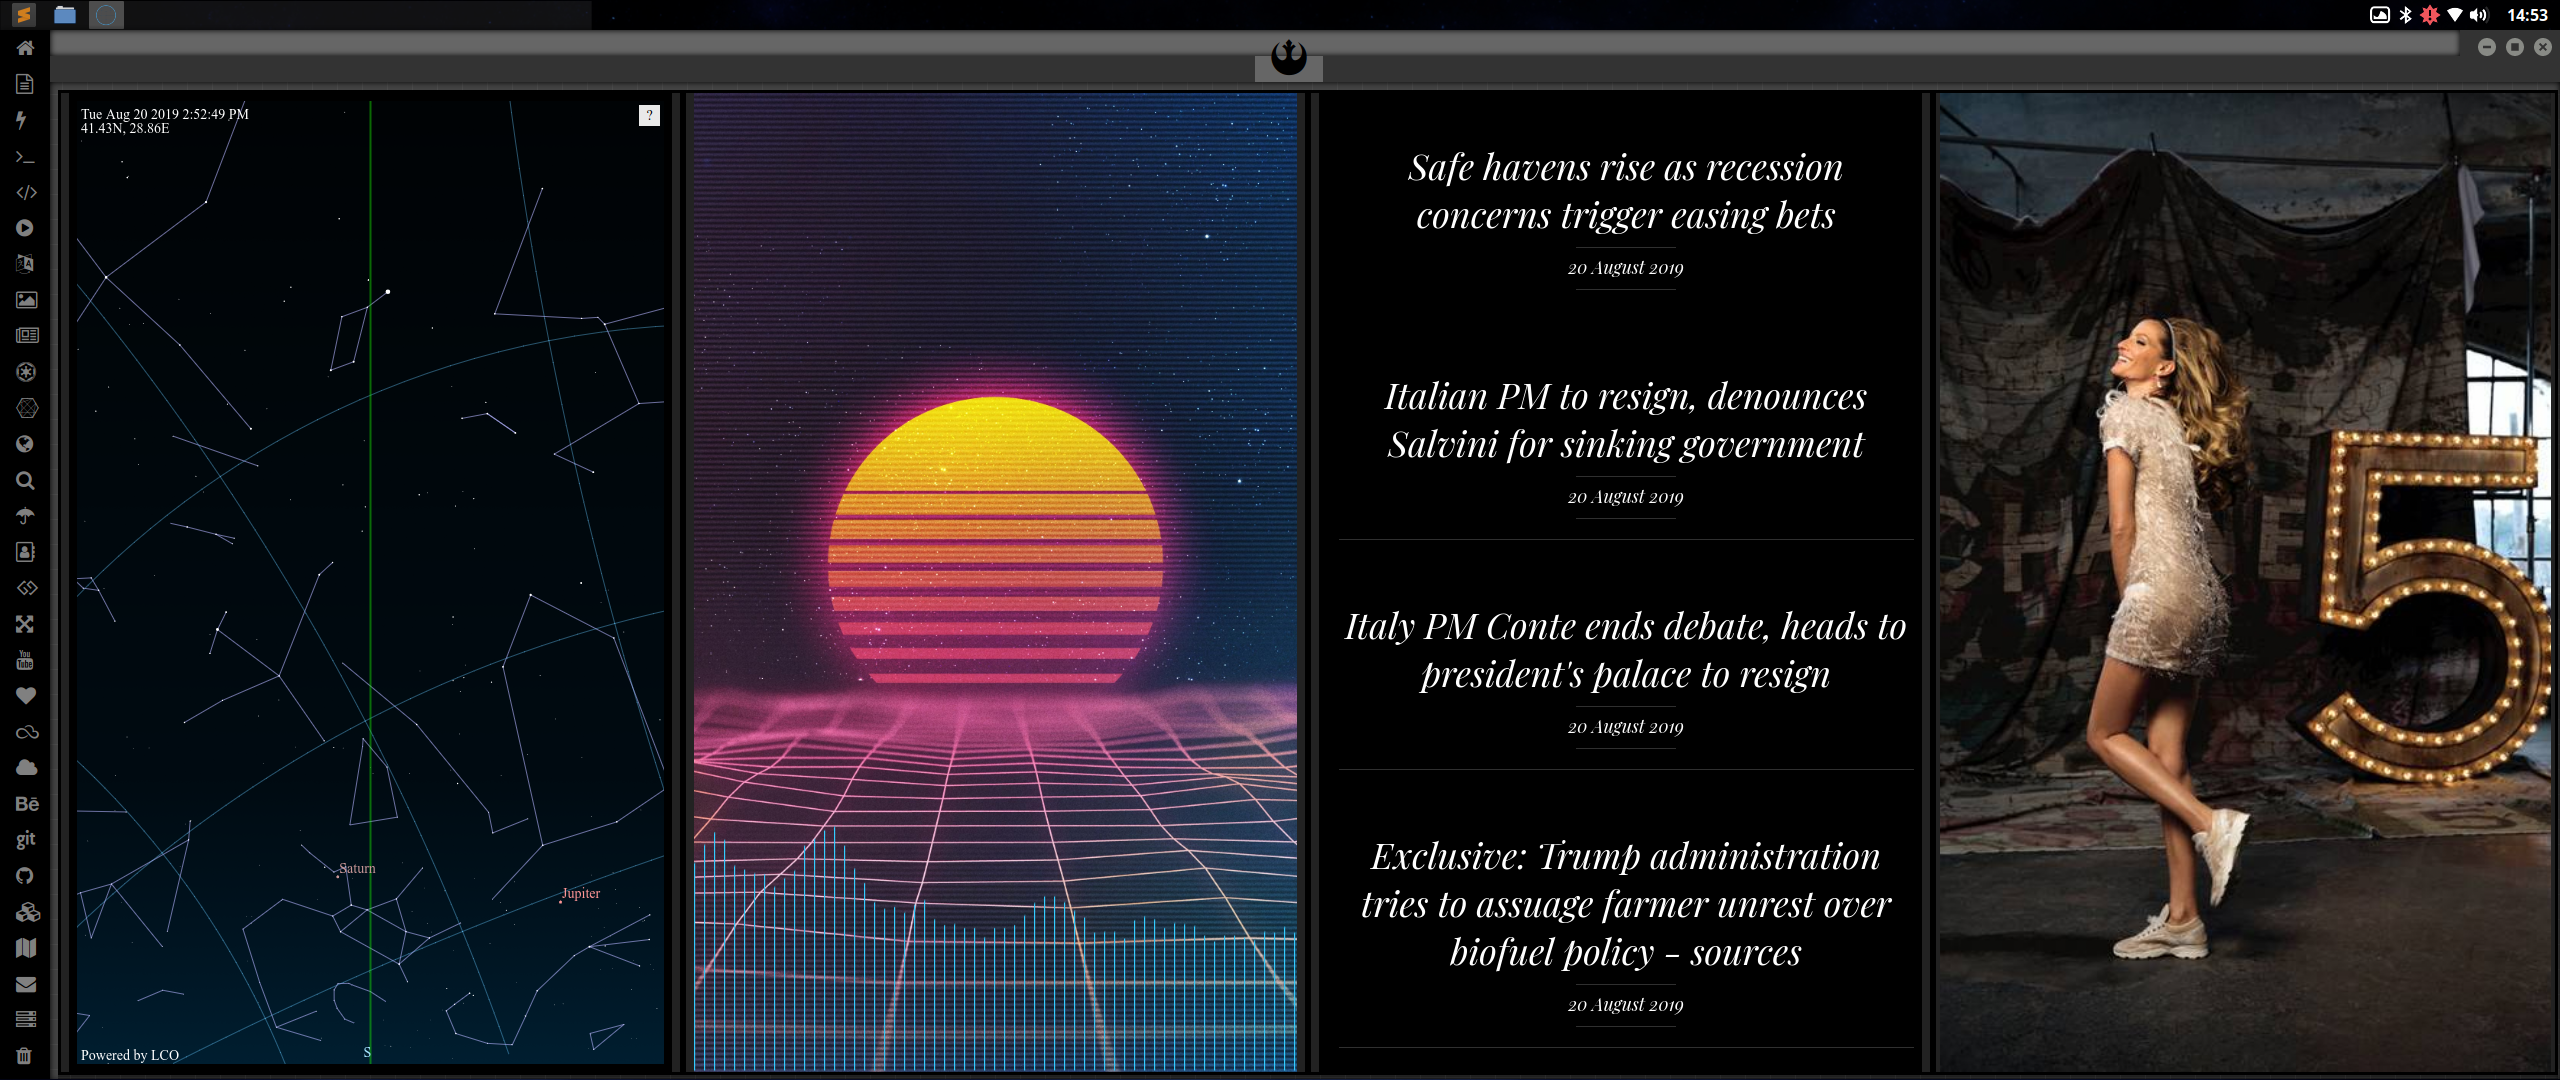 14:53
Tue Aug 20 2019 2:52:49 PM
41.43N, 28.86E
?
Saturn
Jupiter
S
Powered by LCO
Safe havens rise as recession
concerns trigger easing bets
20 August 2019
Italian PM to resign, denounces
Salvini for sinking government
20 August 2019
Italy PM Conte ends debate, heads to
president's palace to resign
20 August 2019
Exclusive: Trump administration
tries to assuage farmer unrest over
biofuel policy - sources
20 August 2019
5
You
Tube
Bē
git